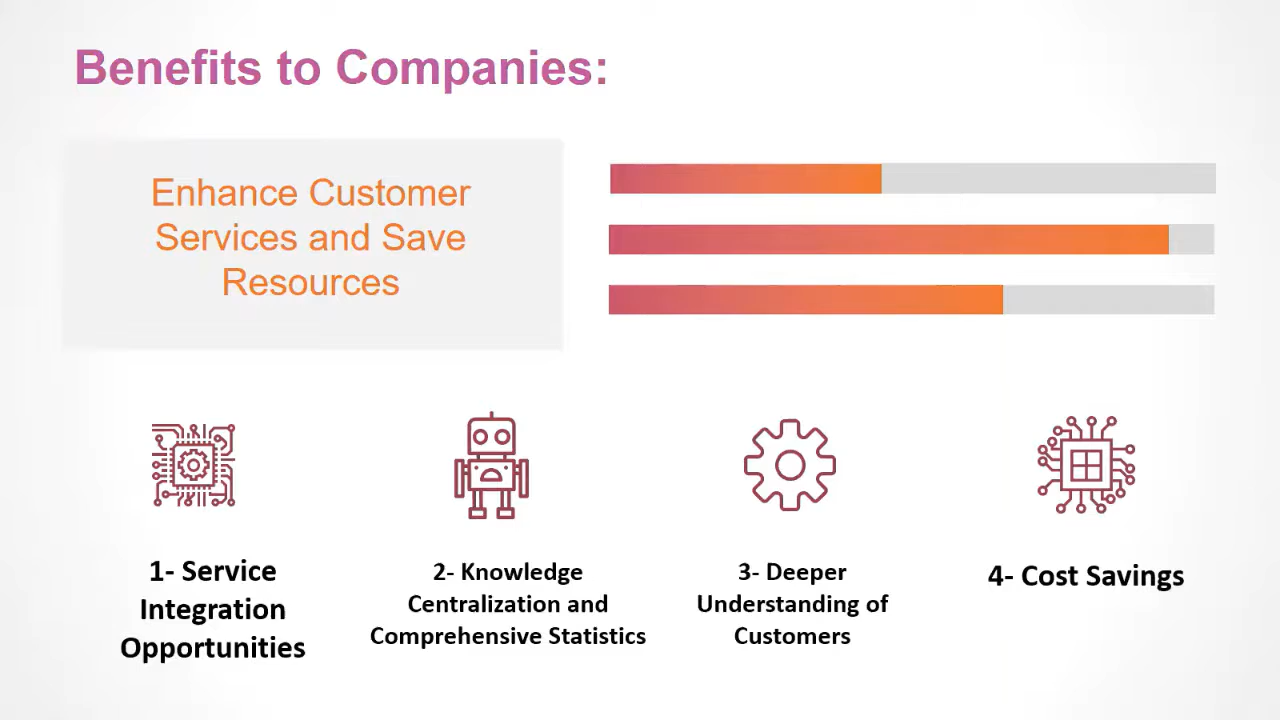 Benefits to Companies:
Enhance Customer
Services and Save
Resources
1- Service
Integration
Opportunities
2- Knowledge
Centralization and
Comprehensive Statistics
3- Deeper
Understanding of
Customers
4- Cost Savings